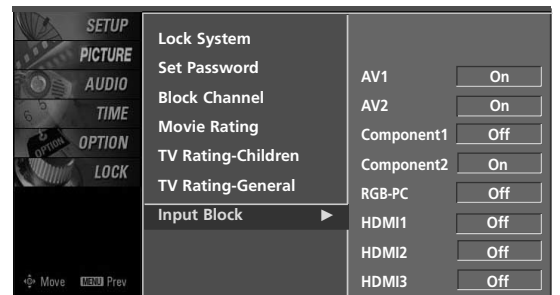 SETUP
PICTURE
AUDIO
TIME
OPTION
LOCK
Move MENU Prev
Lock System
Set Password
Block Channel
Movie Rating
TV Rating-Children
TV Rating-General
Input Block ►
AV1 On
AV2 On
Component1 Off
Component2 On
RGB-PC Off
HDMI1 Off
HDMI2 Off
HDMI3 Off